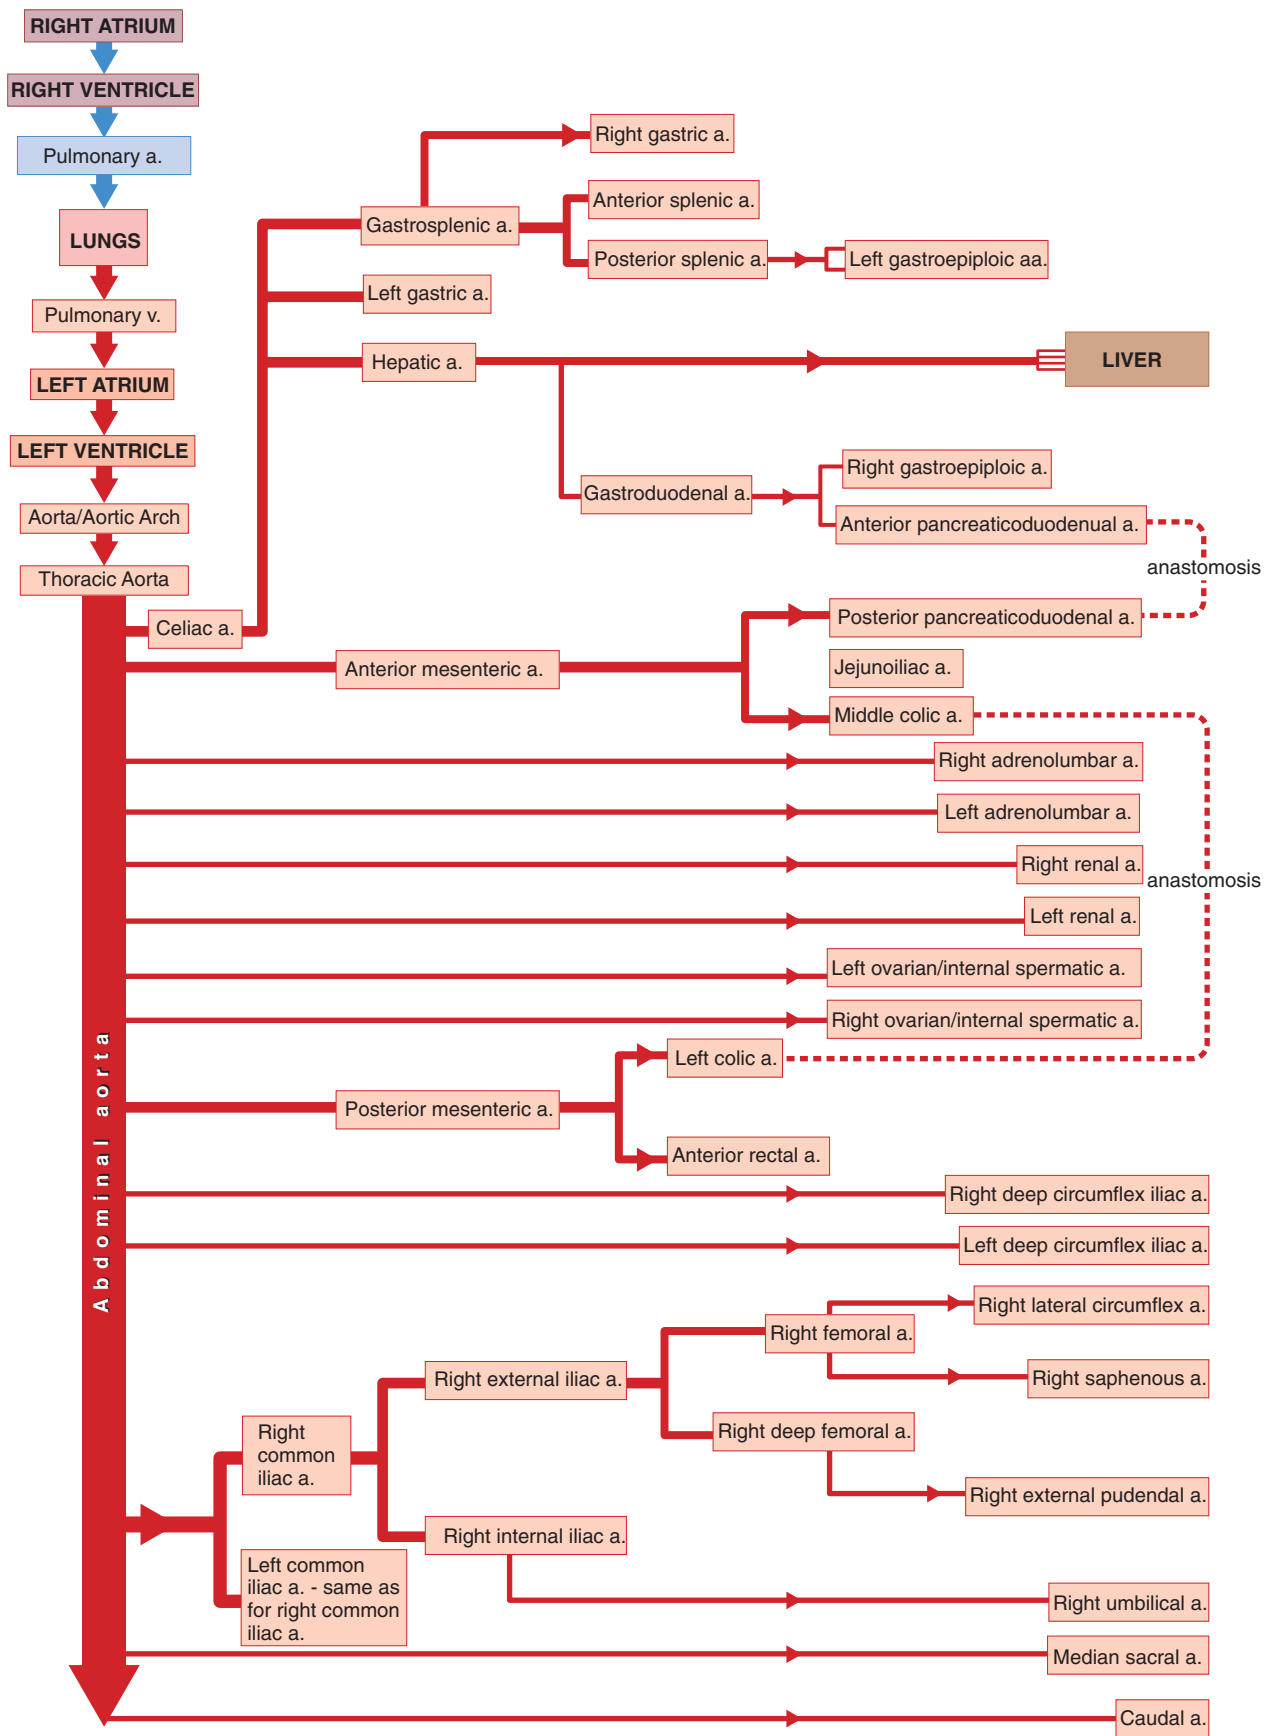 RIGHT ATRIUM
RIGHT VENTRICLE
Pulmonary a.
LUNGS
Pulmonary v.
LEFT ATRIUM
LEFT VENTRICLE
Aorta/Aortic Arch
Thoracic Aorta
Abdominal aorta
Celiac a.
Gastrosplenic a.
Right gastric a.
Anterior splenic a.
Posterior splenic a.
Left gastroepiploic aa.
Left gastric a.
Hepatic a.
LIVER
Gastroduodenal a.
Right gastroepiploic a.
Anterior pancreaticoduodenual a.
anastomosis
Anterior mesenteric a.
Posterior pancreaticoduodenal a.
Jejunoiliac a.
Middle colic a.
Right adrenolumbar a.
Left adrenolumbar a.
Right renal a.
anastomosis
Left renal a.
Left ovarian/internal spermatic a.
Right ovarian/internal spermatic a.
Posterior mesenteric a.
Left colic a.
Anterior rectal a.
Right deep circumflex iliac a.
Left deep circumflex iliac a.
Right
common
iliac a.
Right external iliac a.
Right femoral a.
Right lateral circumflex a.
Right saphenous a.
Right deep femoral a.
Right external pudendal a.
Right internal iliac a.
Right umbilical a.
Left common
iliac a. - same as
for right common
iliac a.
Median sacral a.
Caudal a.